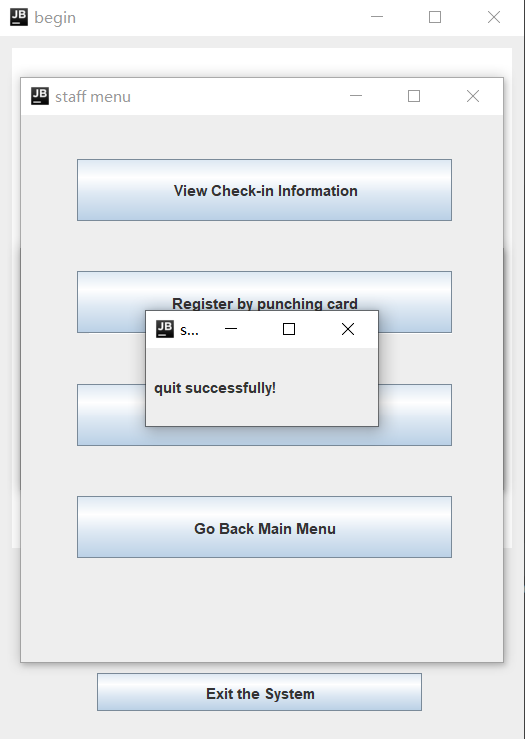 JB begin
JB staff menu
View Check-in Information
Register by punching card
JB s...
quit successfully!
Go Back Main Menu
Exit the System